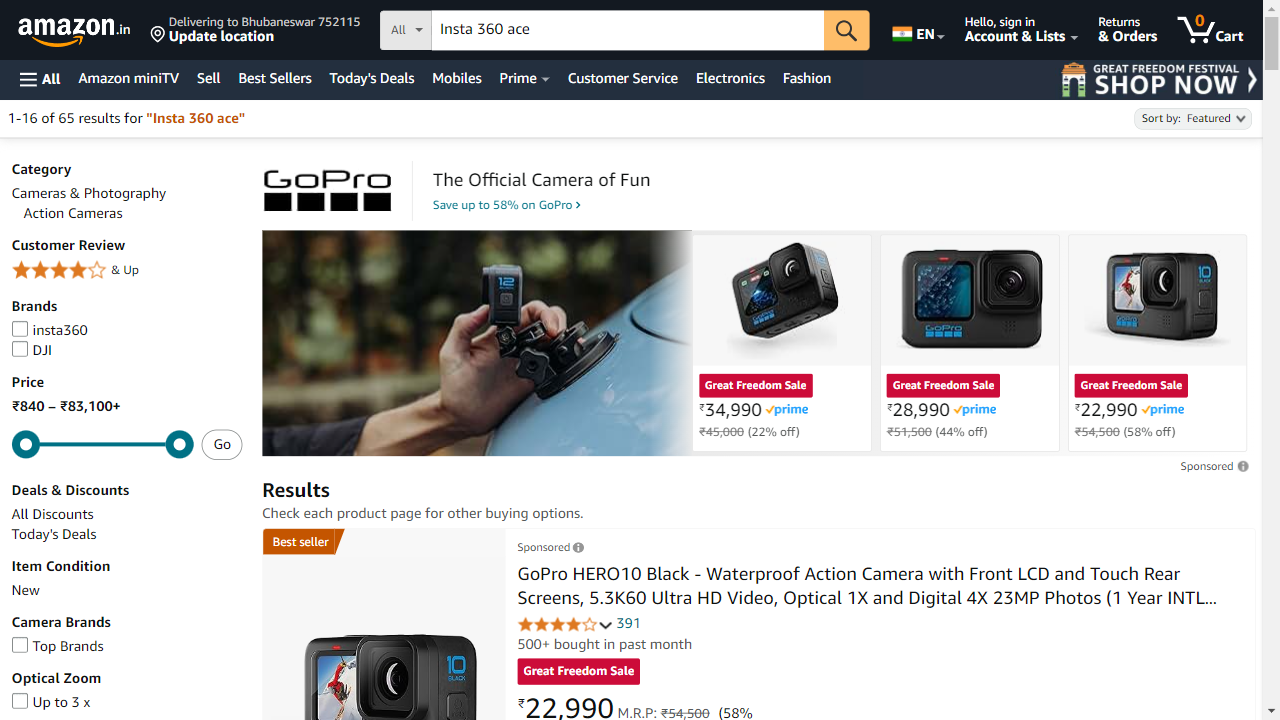 amazon.in
Delivering to Bhubaneswar 752115
Update location
All
Insta 360 ace
EN
Hello, sign in
Account & Lists
Returns
& Orders
0
Cart
All
Amazon miniTV
Sell
Best Sellers
Today's Deals
Mobiles
Prime
Customer Service
Electronics
Fashion
GREAT FREEDOM FESTIVAL
SHOP NOW
1-16 of 65 results for "Insta 360 ace"
Sort by: Featured
Category
Cameras & Photography
Action Cameras
Customer Review
& Up
Brands
insta360
DJI
Price
₹840 – ₹83,100+
Go
Deals & Discounts
All Discounts
Today's Deals
Item Condition
New
Camera Brands
Top Brands
Optical Zoom
Up to 3 x
GoPro
The Official Camera of Fun
Save up to 58% on GoPro
12
GoPro
10
BLACK
Great Freedom Sale
₹34,990 prime
₹45,000 (22% off)
Great Freedom Sale
₹28,990 prime
₹51,500 (44% off)
Great Freedom Sale
₹22,990 prime
₹54,500 (58% off)
Sponsored
Results
Check each product page for other buying options.
Best seller
10
BLACK
Sponsored
GoPro HERO10 Black - Waterproof Action Camera with Front LCD and Touch Rear
Screens, 5.3K60 Ultra HD Video, Optical 1X and Digital 4X 23MP Photos (1 Year INTL...
391
500+ bought in past month
Great Freedom Sale
₹22,990 M.R.P: ₹54,500 (58%